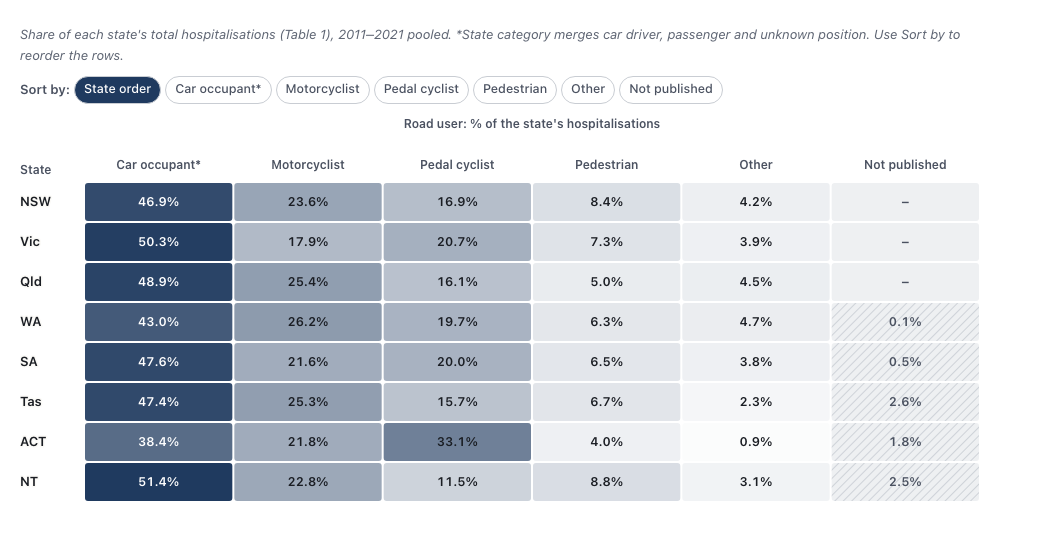 Share of each state's total hospitalisations (Table 1), 2011–2021 pooled. *State category merges car driver, passenger and unknown position. Use Sort by to
reorder the rows.
Sort by: State order Car occupant* Motorcyclist Pedal cyclist Pedestrian Other Not published
Road user: % of the state's hospitalisations
State Car occupant* Motorcyclist Pedal cyclist Pedestrian Other Not published
NSW 46.9% 23.6% 16.9% 8.4% 4.2% –
Vic 50.3% 17.9% 20.7% 7.3% 3.9% –
Qld 48.9% 25.4% 16.1% 5.0% 4.5% –
WA 43.0% 26.2% 19.7% 6.3% 4.7% 0.1%
SA 47.6% 21.6% 20.0% 6.5% 3.8% 0.5%
Tas 47.4% 25.3% 15.7% 6.7% 2.3% 2.6%
ACT 38.4% 21.8% 33.1% 4.0% 0.9% 1.8%
NT 51.4% 22.8% 11.5% 8.8% 3.1% 2.5%